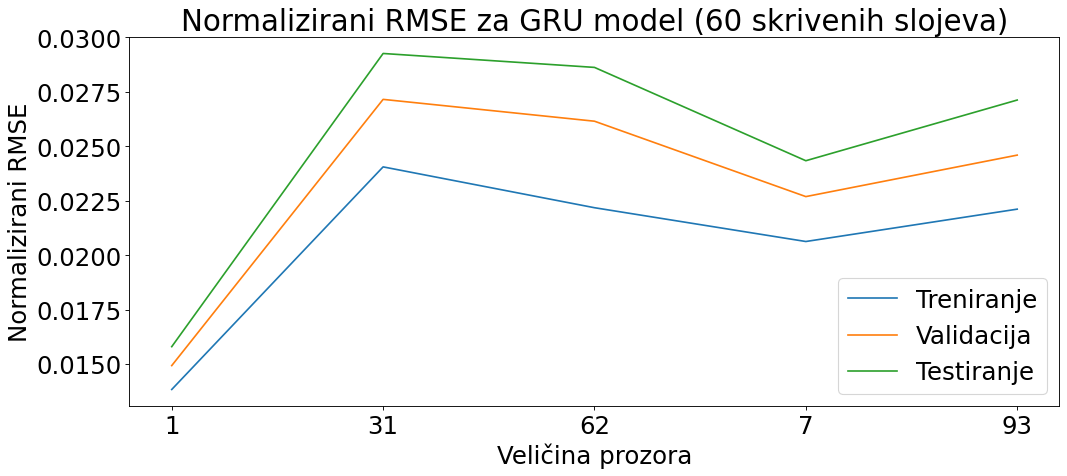 Normalizirani RMSE za GRU model (60 skrivenih slojeva)
Normalizirani RMSE
0.0300
0.0275
0.0250
0.0225
0.0200
0.0175
0.0150
Treniranje
Validacija
Testiranje
1 31 62 7 93
Veličina prozora